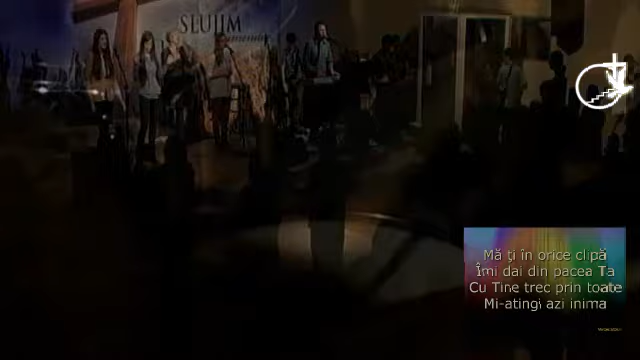 SLUJIM
Mă ţi în orice clipă
Îmi dai din pacea Ta
Cu Tine trec prin toate
Mi-atingi azi inima